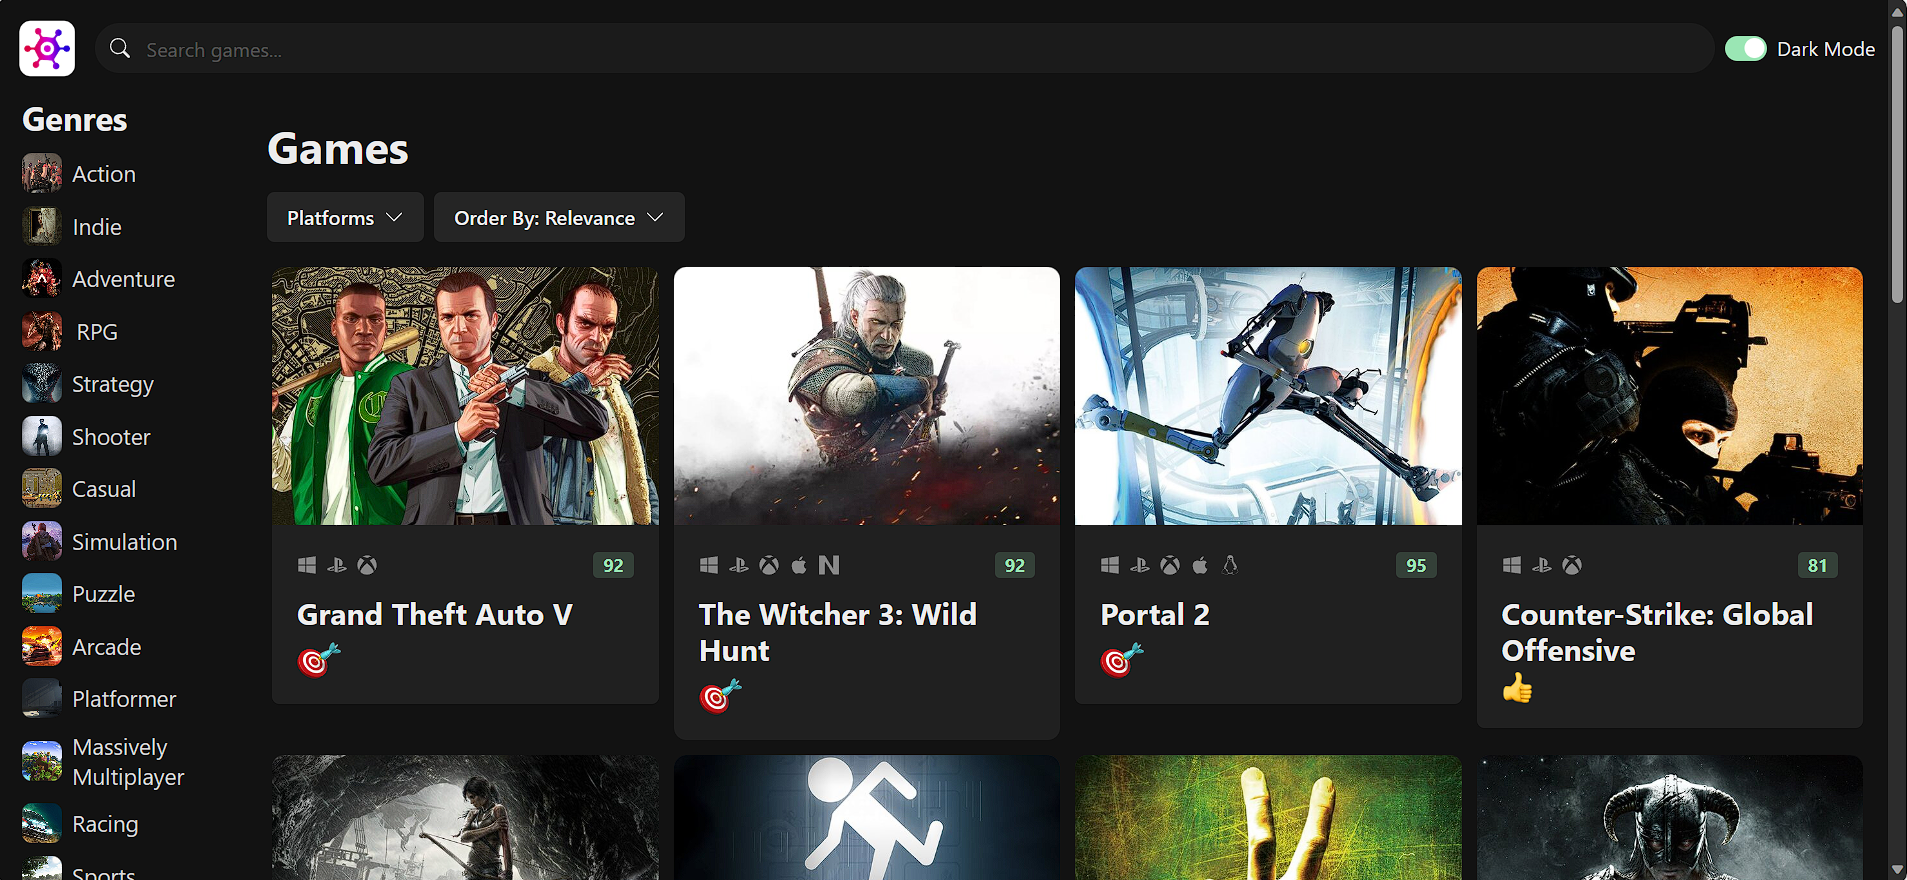 Search games...
Dark Mode
Genres
Action
Indie
Adventure
RPG
Strategy
Shooter
Casual
Simulation
Puzzle
Arcade
Platformer
Massively
Multiplayer
Racing
Sports
Games
Platforms
Order By: Relevance
92
Grand Theft Auto V
92
The Witcher 3: Wild
Hunt
95
Portal 2
81
Counter-Strike: Global
Offensive